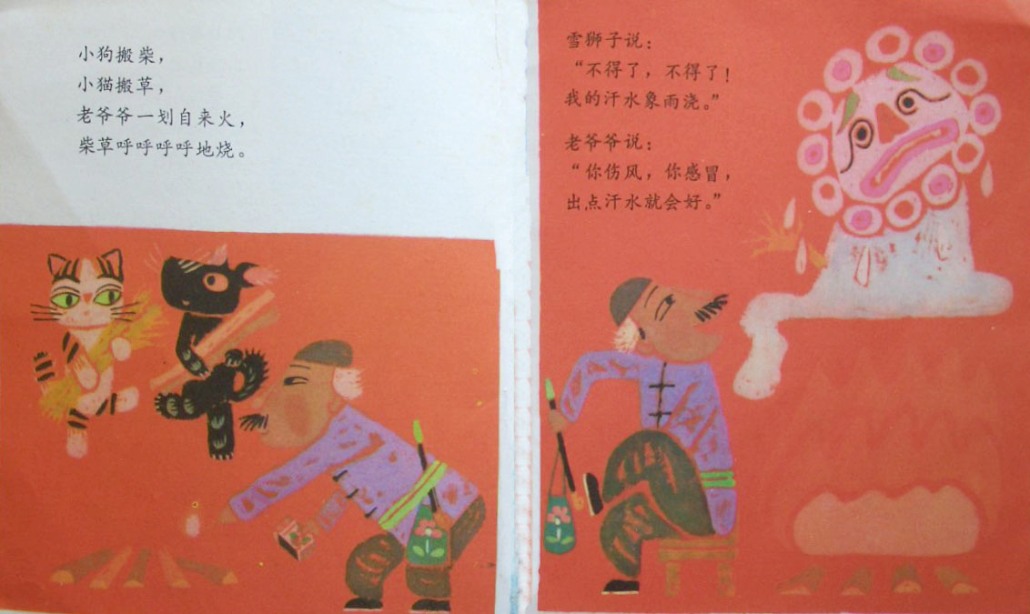 小狗搬柴，
小猫搬草，
老爷爷一划自来火，
柴草呼呼呼呼地烧。
雪狮子说：
“不得了，不得了！
我的汗水象雨浇。”
老爷爷说：
“你伤风，你感冒，
出点汗水就会好。”